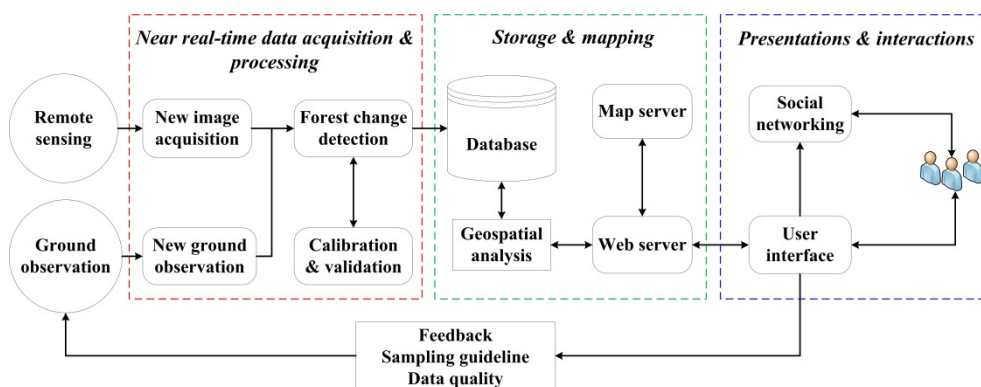 Near real-time data acquisition &
processing
Storage & mapping
Presentations & interactions
Remote
sensing
New image
acquisition
Forest change
detection
Database
Map server
Social
networking
Ground
observation
New ground
observation
Calibration
& validation
Geospatial
analysis
Web server
User
interface
Feedback
Sampling guideline
Data quality